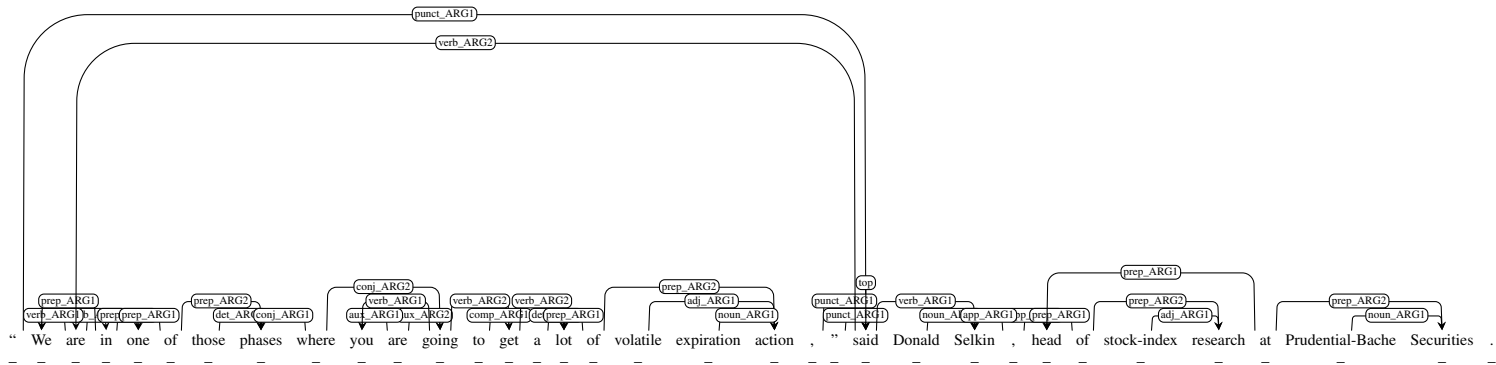 punct_ARG1
verb_ARG2
top
prep_ARG1
conj_ARG2 prep_ARG2
prep_ARG1 prep_ARG2 verb_ARG1 verb_ARG2 verb_ARG2 adj_ARG1 punct_ARG1 verb_ARG1 prep_ARG2 prep_ARG2
verb_ARG1 prep_ARG1 conj_ARG1 aux_ARG1 ux_ARG2 comp_ARG1 prep_ARG1 noun_ARG1 punct_ARG1 app_ARG1 prep_ARG1 adj_ARG1 noun_ARG1
“ We are in one of those phases where you are going to get a lot of volatile expiration action , ” said Donald Selkin , head of stock-index research at Prudential-Bache Securities .